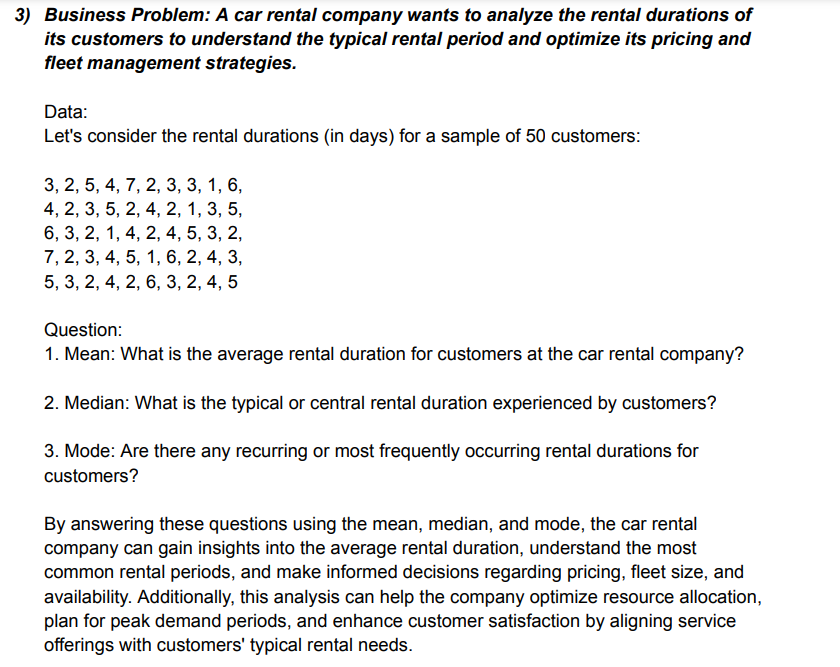 3) Business Problem: A car rental company wants to analyze the rental durations of
its customers to understand the typical rental period and optimize its pricing and
fleet management strategies.
Data:
Let's consider the rental durations (in days) for a sample of 50 customers:
3, 2, 5, 4, 7, 2, 3, 3, 1, 6,
4, 2, 3, 5, 2, 4, 2, 1, 3, 5,
6, 3, 2, 1, 4, 2, 4, 5, 3, 2,
7, 2, 3, 4, 5, 1, 6, 2, 4, 3,
5, 3, 2, 4, 2, 6, 3, 2, 4, 5
Question:
1. Mean: What is the average rental duration for customers at the car rental company?
2. Median: What is the typical or central rental duration experienced by customers?
3. Mode: Are there any recurring or most frequently occurring rental durations for
customers?
By answering these questions using the mean, median, and mode, the car rental
company can gain insights into the average rental duration, understand the most
common rental periods, and make informed decisions regarding pricing, fleet size, and
availability. Additionally, this analysis can help the company optimize resource allocation,
plan for peak demand periods, and enhance customer satisfaction by aligning service
offerings with customers' typical rental needs.